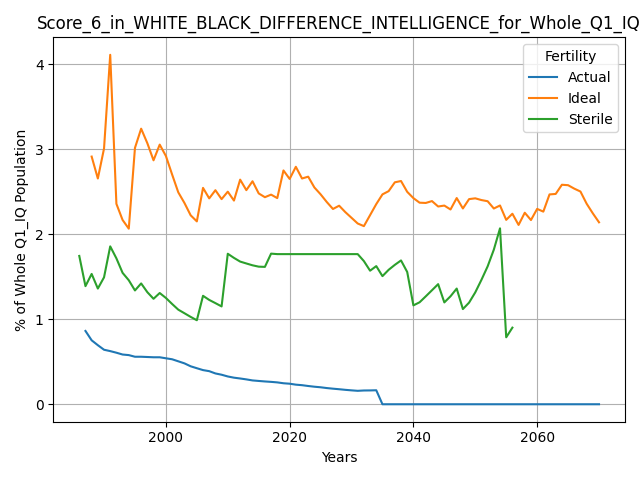 Score_6_in_WHITE_BLACK_DIFFERENCE_INTELLIGENCE_for_Whole_Q1_IQ
% of Whole Q1_IQ Population
4
3
2
1
0
Fertility
Actual
Ideal
Sterile
2000 2020 2040 2060
Years